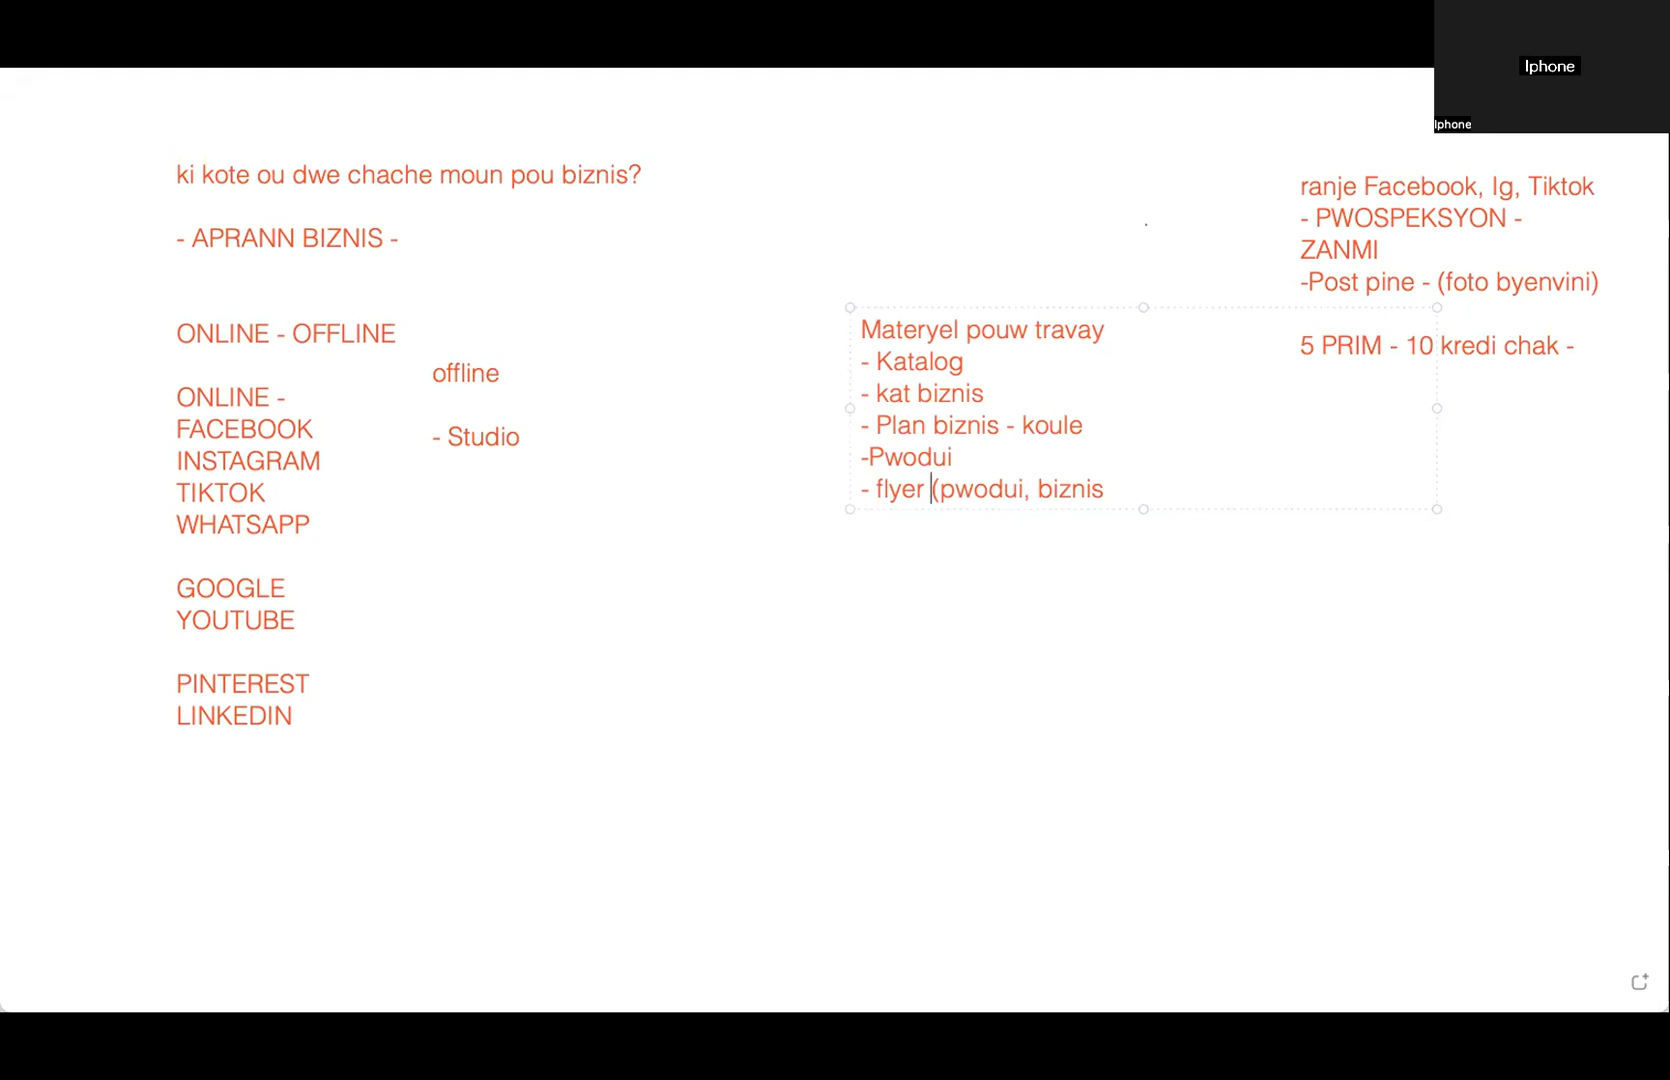 Iphone
Iphone
ki kote ou dwe chache moun pou biznis?
- APRANN BIZNIS -
ONLINE - OFFLINE
ONLINE -
FACEBOOK
INSTAGRAM
TIKTOK
WHATSAPP
GOOGLE
YOUTUBE
PINTEREST
LINKEDIN
offline
- Studio
Materyel pouw travay
- Katalog
- kat biznis
- Plan biznis - koule
-Pwodui
- flyer (pwodui, biznis
ranje Facebook, Ig, Tiktok
- PWOSPEKSYON -
ZANMI
-Post pine - (foto byenvini)
5 PRIM - 10 kredi chak -